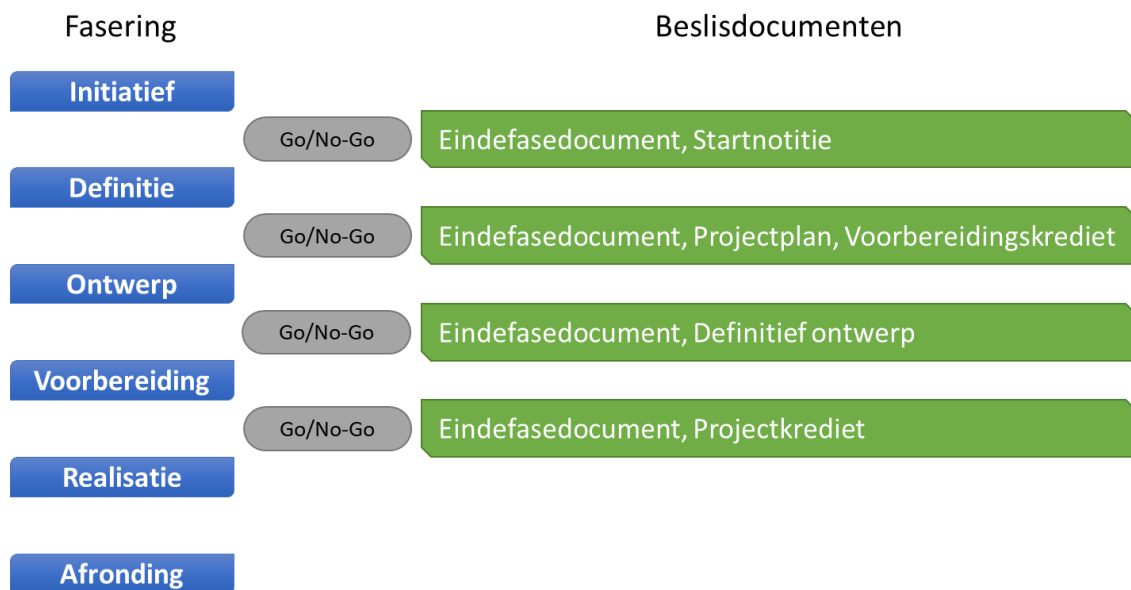 Fasering
Beslisdocumenten
Initiatief
Go/No-Go
Eindefasedocument, Startnotitie
Definitie
Go/No-Go
Eindefasedocument, Projectplan, Voorbereidingskrediet
Ontwerp
Go/No-Go
Eindefasedocument, Definitief ontwerp
Voorbereiding
Go/No-Go
Eindefasedocument, Projectkrediet
Realisatie
Afronding